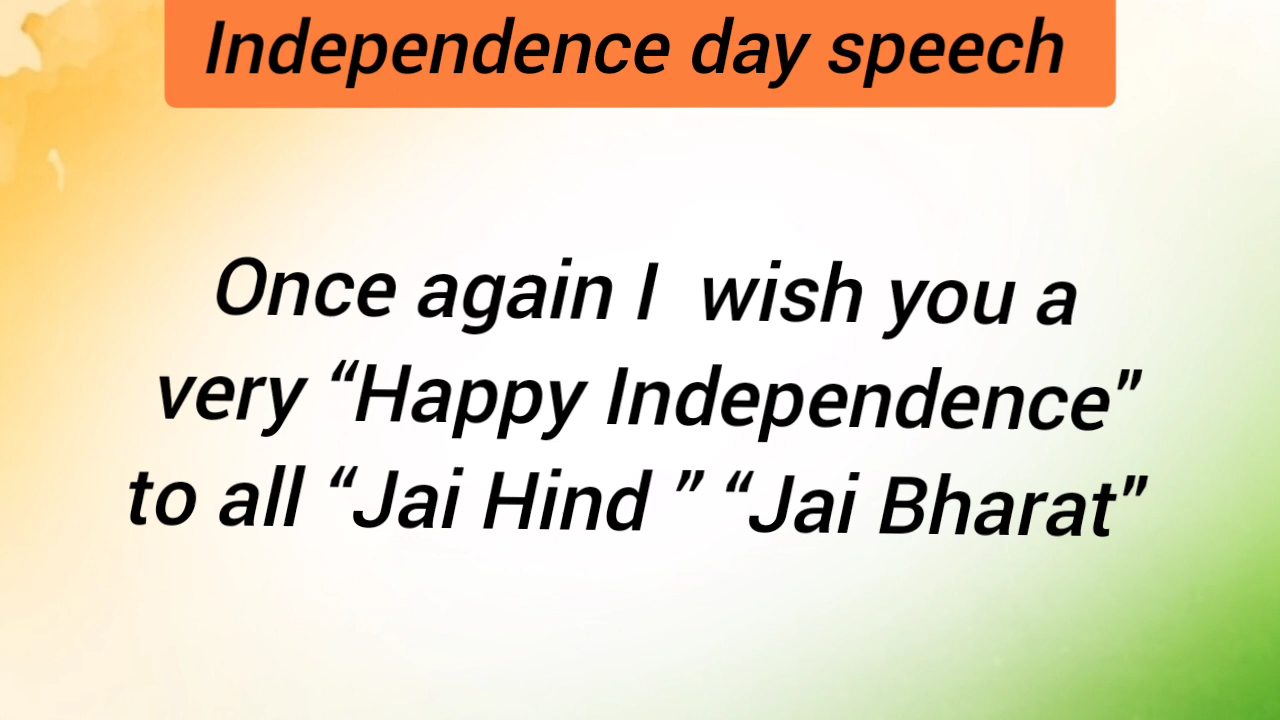 Independence day speech
Once again I  wish you a
very “Happy Independence”
to all “Jai Hind ” “Jai Bharat”